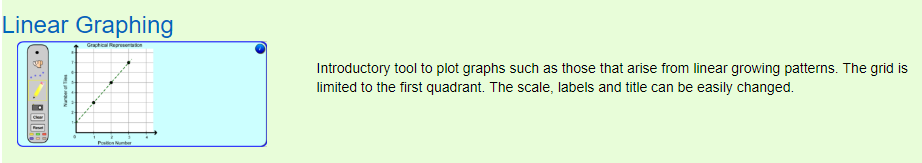 Linear Graphing
Graphical Representation
Number of Tiles
Clear
Reset
Position Number
Introductory tool to plot graphs such as those that arise from linear growing patterns. The grid is
limited to the first quadrant. The scale, labels and title can be easily changed.